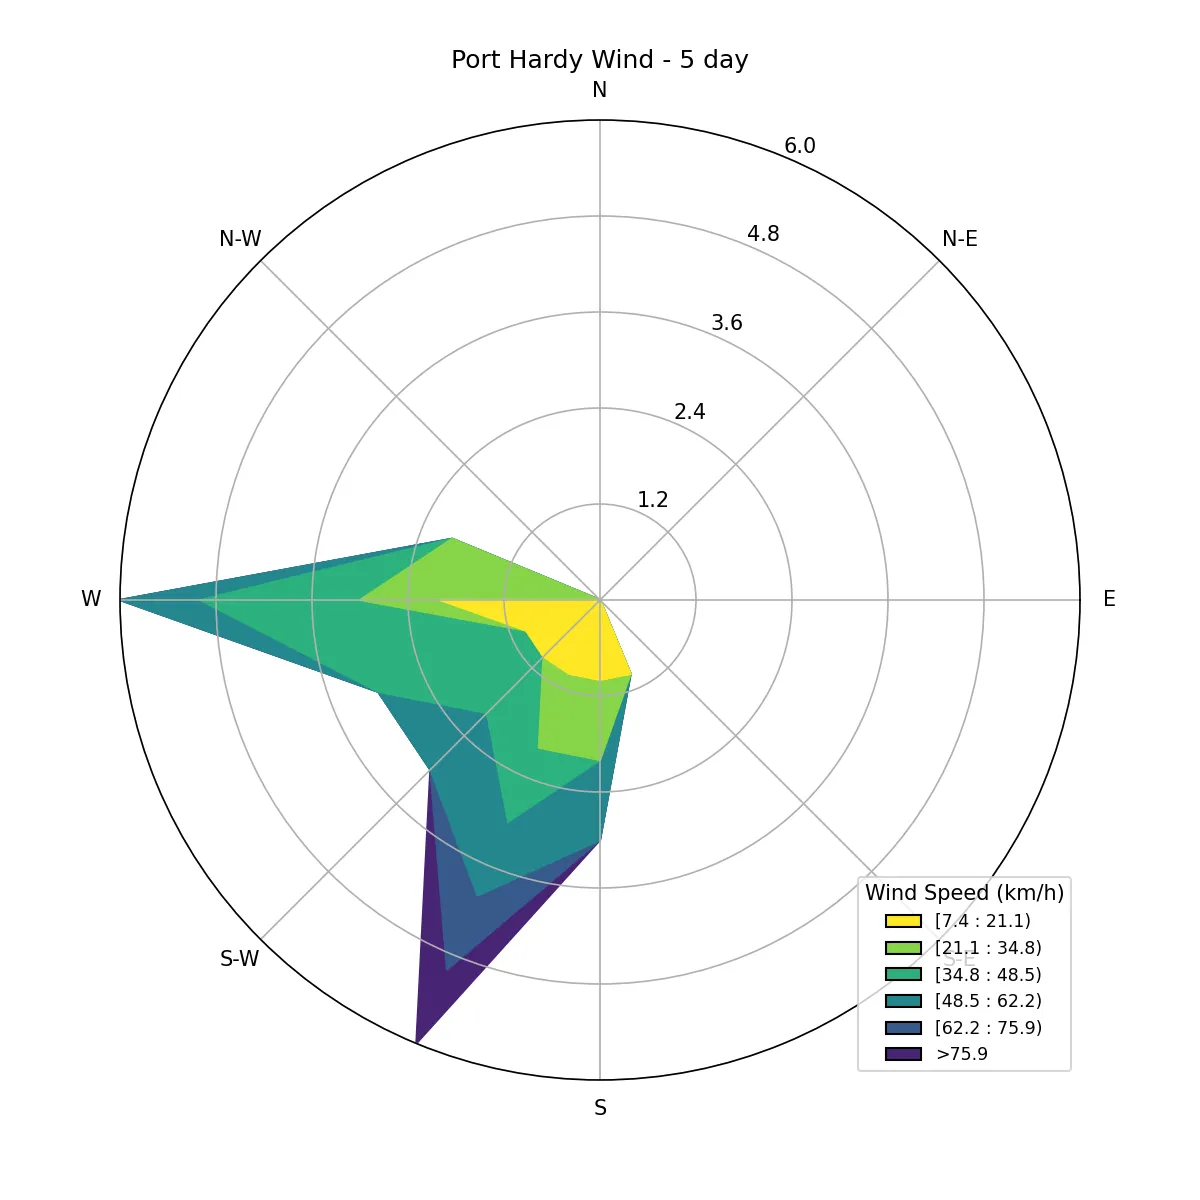 Port Hardy Wind - 5 day
N
6.0
N-W
4.8
N-E
3.6
2.4
1.2
W
E
Wind Speed (km/h)
[7.4 : 21.1)
[21.1 : 34.8)
S-W
S-E
[34.8 : 48.5)
[48.5 : 62.2)
[62.2 : 75.9)
>75.9
S